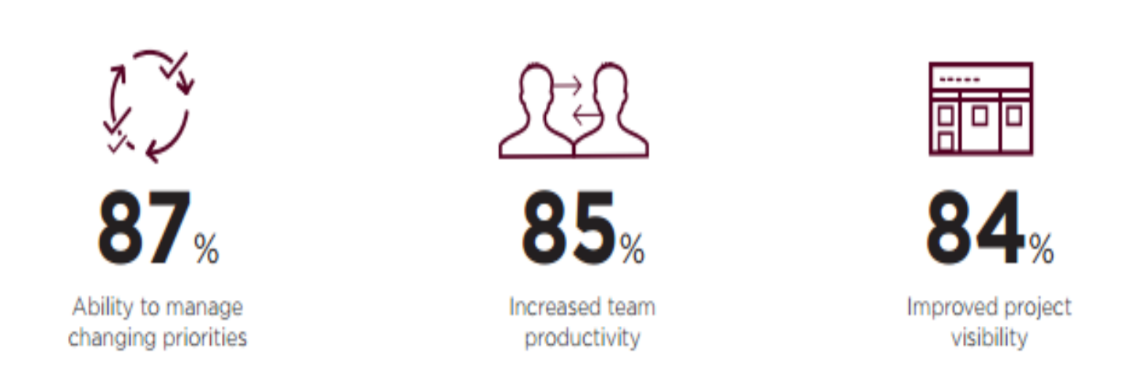 87%
Ability to manage
changing priorities
85%
Increased team
productivity
84%
Improved project
visibility